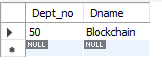 Dept_no Dname
50 Blockchain
NULL NULL